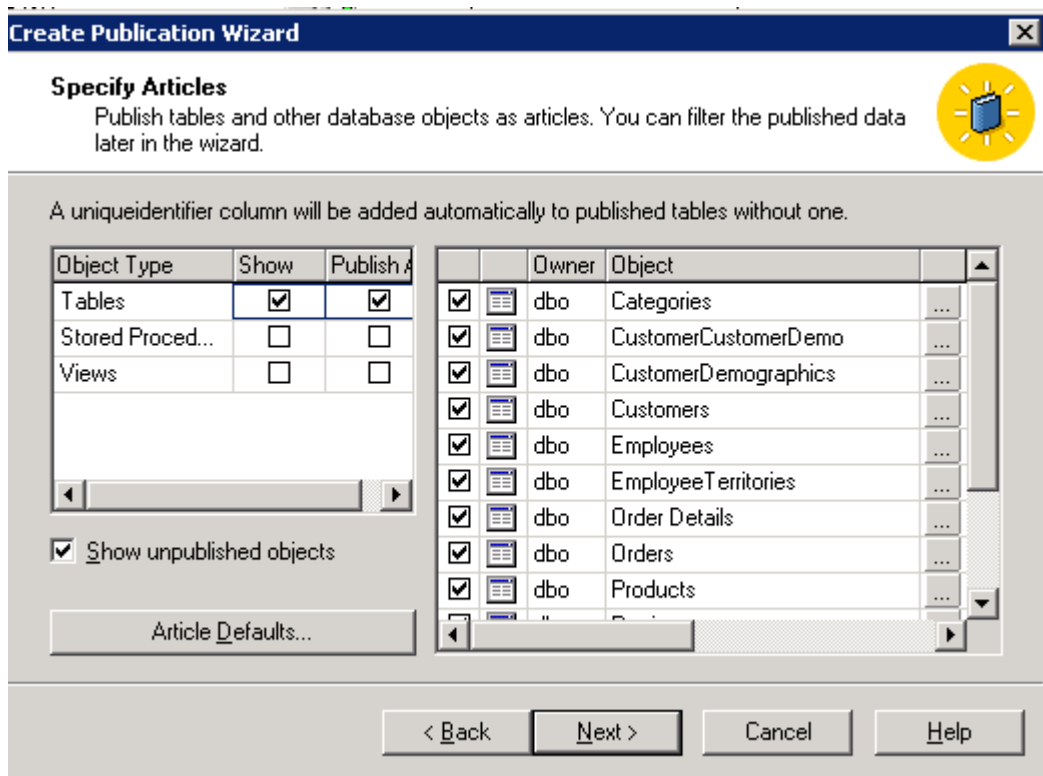 Create Publication Wizard
Specify Articles
Publish tables and other database objects as articles. You can filter the published data
later in the wizard.
A uniqueidentifier column will be added automatically to published tables without one.
Object Type Show Publish
Tables
Stored Proced...
Views
Show unpublished objects
Article Defaults...
Owner Object
dbo Categories ...
dbo CustomerCustomerDemo ...
dbo CustomerDemographics ...
dbo Customers ...
dbo Employees ...
dbo EmployeeTerritories ...
dbo Order Details ...
dbo Orders ...
dbo Products ...
< Back Next > Cancel Help